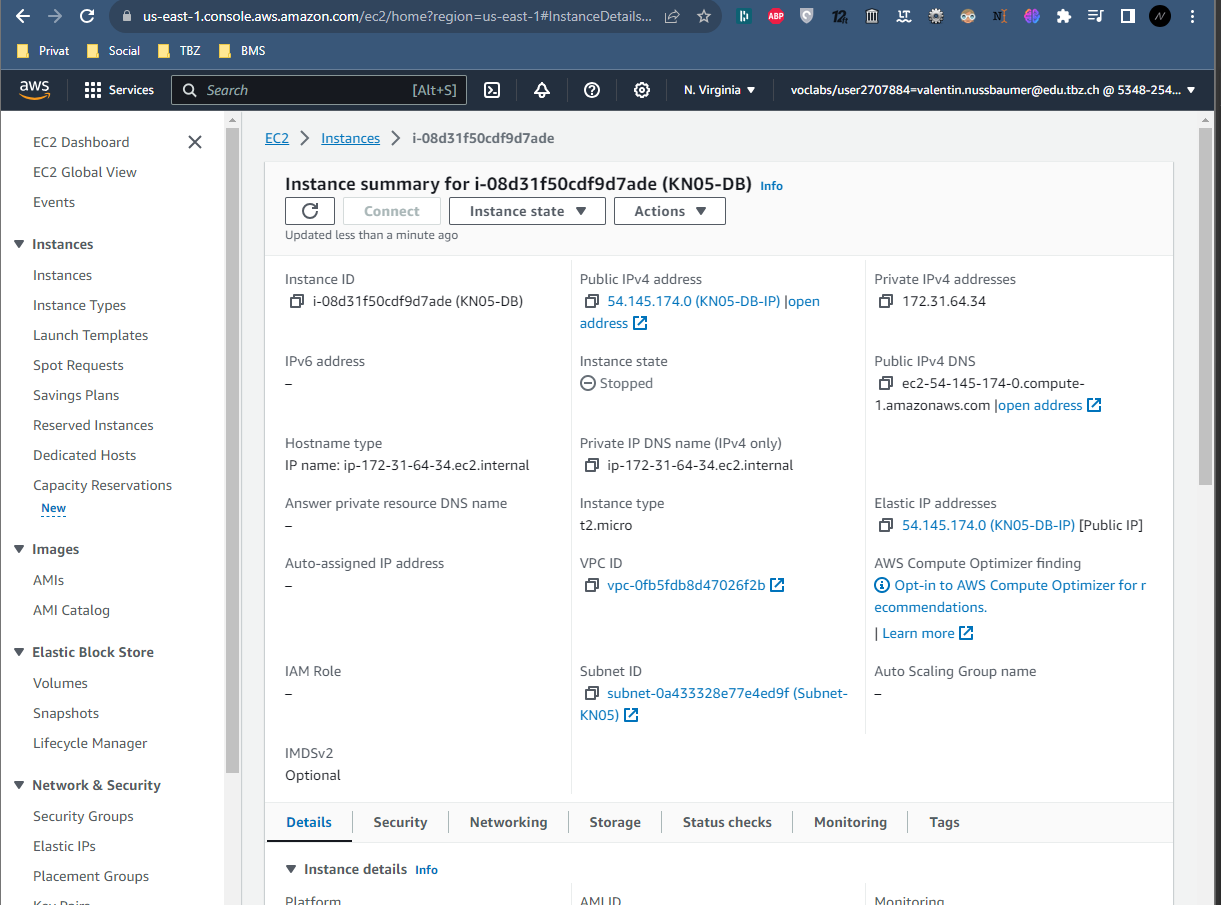 us-east-1.console.aws.amazon.com/ec2/home?region=us-east-1#InstanceDetails...
ABP
Privat
Social
TBZ
BMS
aws
Services
Search
[Alt+S]
N. Virginia
voclabs/user2707884=valentin.nussbaumer@edu.tbz.ch @ 5348-254...
EC2 Dashboard
EC2 Global View
Events
Instances
Instances
Instance Types
Launch Templates
Spot Requests
Savings Plans
Reserved Instances
Dedicated Hosts
Capacity Reservations
New
Images
AMIs
AMI Catalog
Elastic Block Store
Volumes
Snapshots
Lifecycle Manager
Network & Security
Security Groups
Elastic IPs
Placement Groups
Key Pairs
EC2
Instances
i-08d31f50cdf9d7ade
Instance summary for i-08d31f50cdf9d7ade (KN05-DB) Info
Connect
Instance state
Actions
Updated less than a minute ago
Instance ID
i-08d31f50cdf9d7ade (KN05-DB)
Public IPv4 address
54.145.174.0 (KN05-DB-IP) |open
address
Private IPv4 addresses
172.31.64.34
IPv6 address
–
Instance state
Stopped
Public IPv4 DNS
ec2-54-145-174-0.compute-
1.amazonaws.com |open address
Hostname type
IP name: ip-172-31-64-34.ec2.internal
Private IP DNS name (IPv4 only)
ip-172-31-64-34.ec2.internal
Answer private resource DNS name
–
Instance type
t2.micro
Elastic IP addresses
54.145.174.0 (KN05-DB-IP) [Public IP]
Auto-assigned IP address
–
VPC ID
vpc-0fb5fdb8d47026f2b
AWS Compute Optimizer finding
Opt-in to AWS Compute Optimizer for r
ecommendations.
| Learn more
IAM Role
–
Subnet ID
subnet-0a433328e77e4ed9f (Subnet-
KN05)
Auto Scaling Group name
–
IMDSv2
Optional
Details
Security
Networking
Storage
Status checks
Monitoring
Tags
Instance details Info
Platform
AMI ID
Monitoring